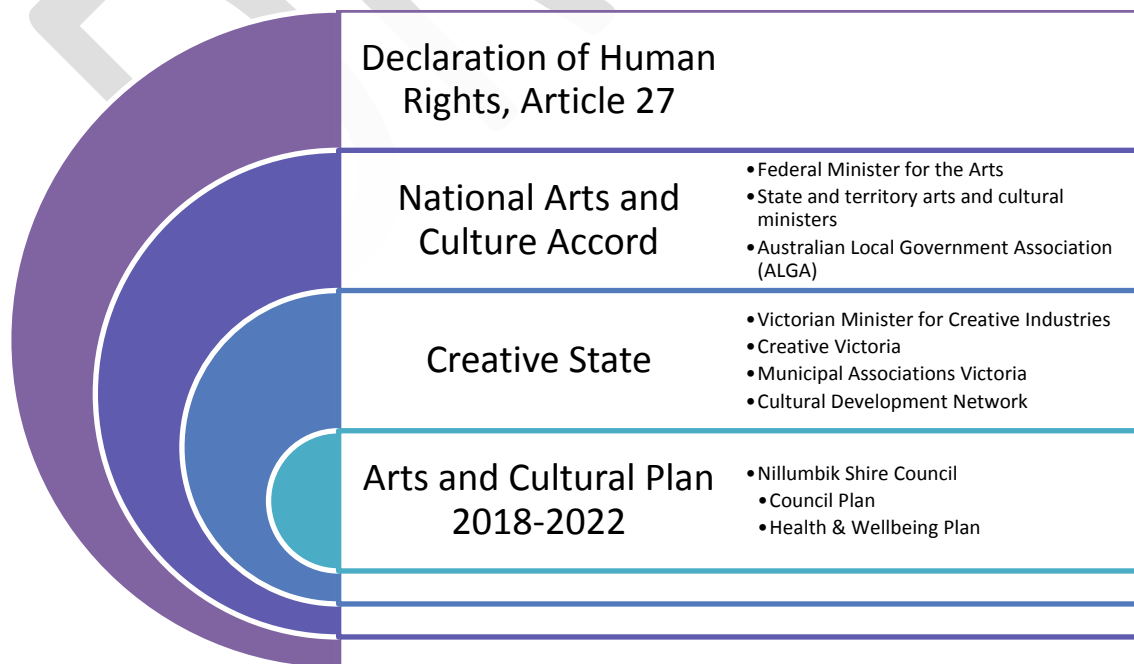 Declaration of Human
Rights, Article 27
National Arts and
Culture Accord
•Federal Minister for the Arts
•State and territory arts and cultural
ministers
•Australian Local Government Association
(ALGA)
Creative State
•Victorian Minister for Creative Industries
•Creative Victoria
•Municipal Associations Victoria
•Cultural Development Network
Arts and Cultural Plan
2018-2022
•Nillumbik Shire Council
•Council Plan
•Health & Wellbeing Plan